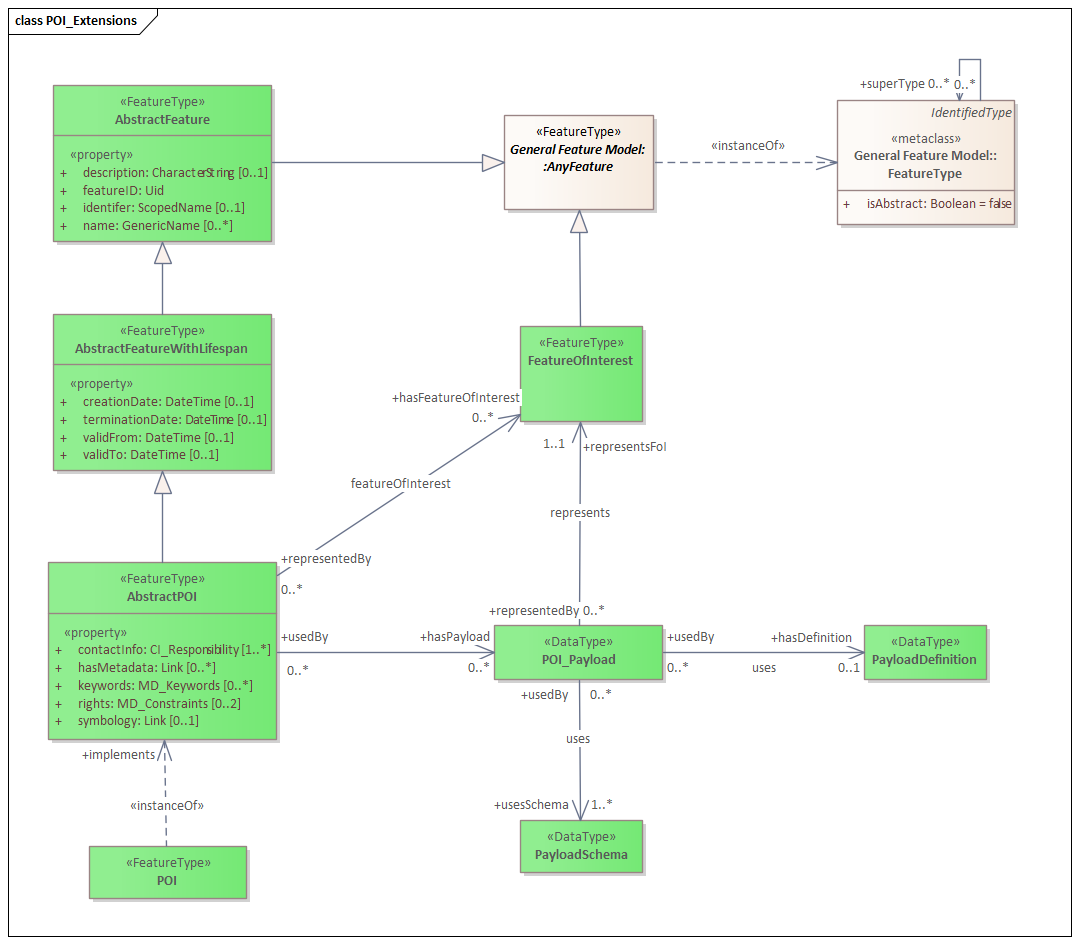 class POI_Extensions
«FeatureType»
AbstractFeature
«property»
+ description: CharacterString [0..1]
+ featureID: Uid
+ identifer: ScopedName [0..1]
+ name: GenericName [0..*]
«FeatureType»
General Feature Model:
:AnyFeature
«instanceOf»
+superType 0..* 0..*
IdentifiedType
«metaclass»
General Feature Model::
FeatureType
+ isAbstract: Boolean = false
«FeatureType»
AbstractFeatureWithLifespan
«property»
+ creationDate: DateTime [0..1]
+ terminationDate: DateTime [0..1]
+ validFrom: DateTime [0..1]
+ validTo: DateTime [0..1]
«FeatureType»
FeatureOfInterest
+hasFeatureOfInterest
0..*
1..1
+representsFoI
featureOfInterest
represents
+representedBy
0..*
+representedBy 0..*
«FeatureType»
AbstractPOI
«property»
+ contactInfo: CI_Responsibility [1..*]
+ hasMetadata: Link [0..*]
+ keywords: MD_Keywords [0..*]
+ rights: MD_Constraints [0..2]
+ symbology: Link [0..1]
+usedBy
0..*
+hasPayload
0..*
«DataType»
POI_Payload
+usedBy
0..*
uses
+hasDefinition
0..1
«DataType»
PayloadDefinition
+usedBy
0..*
uses
+usesSchema
1..*
«DataType»
PayloadSchema
+implements
«instanceOf»
«FeatureType»
POI